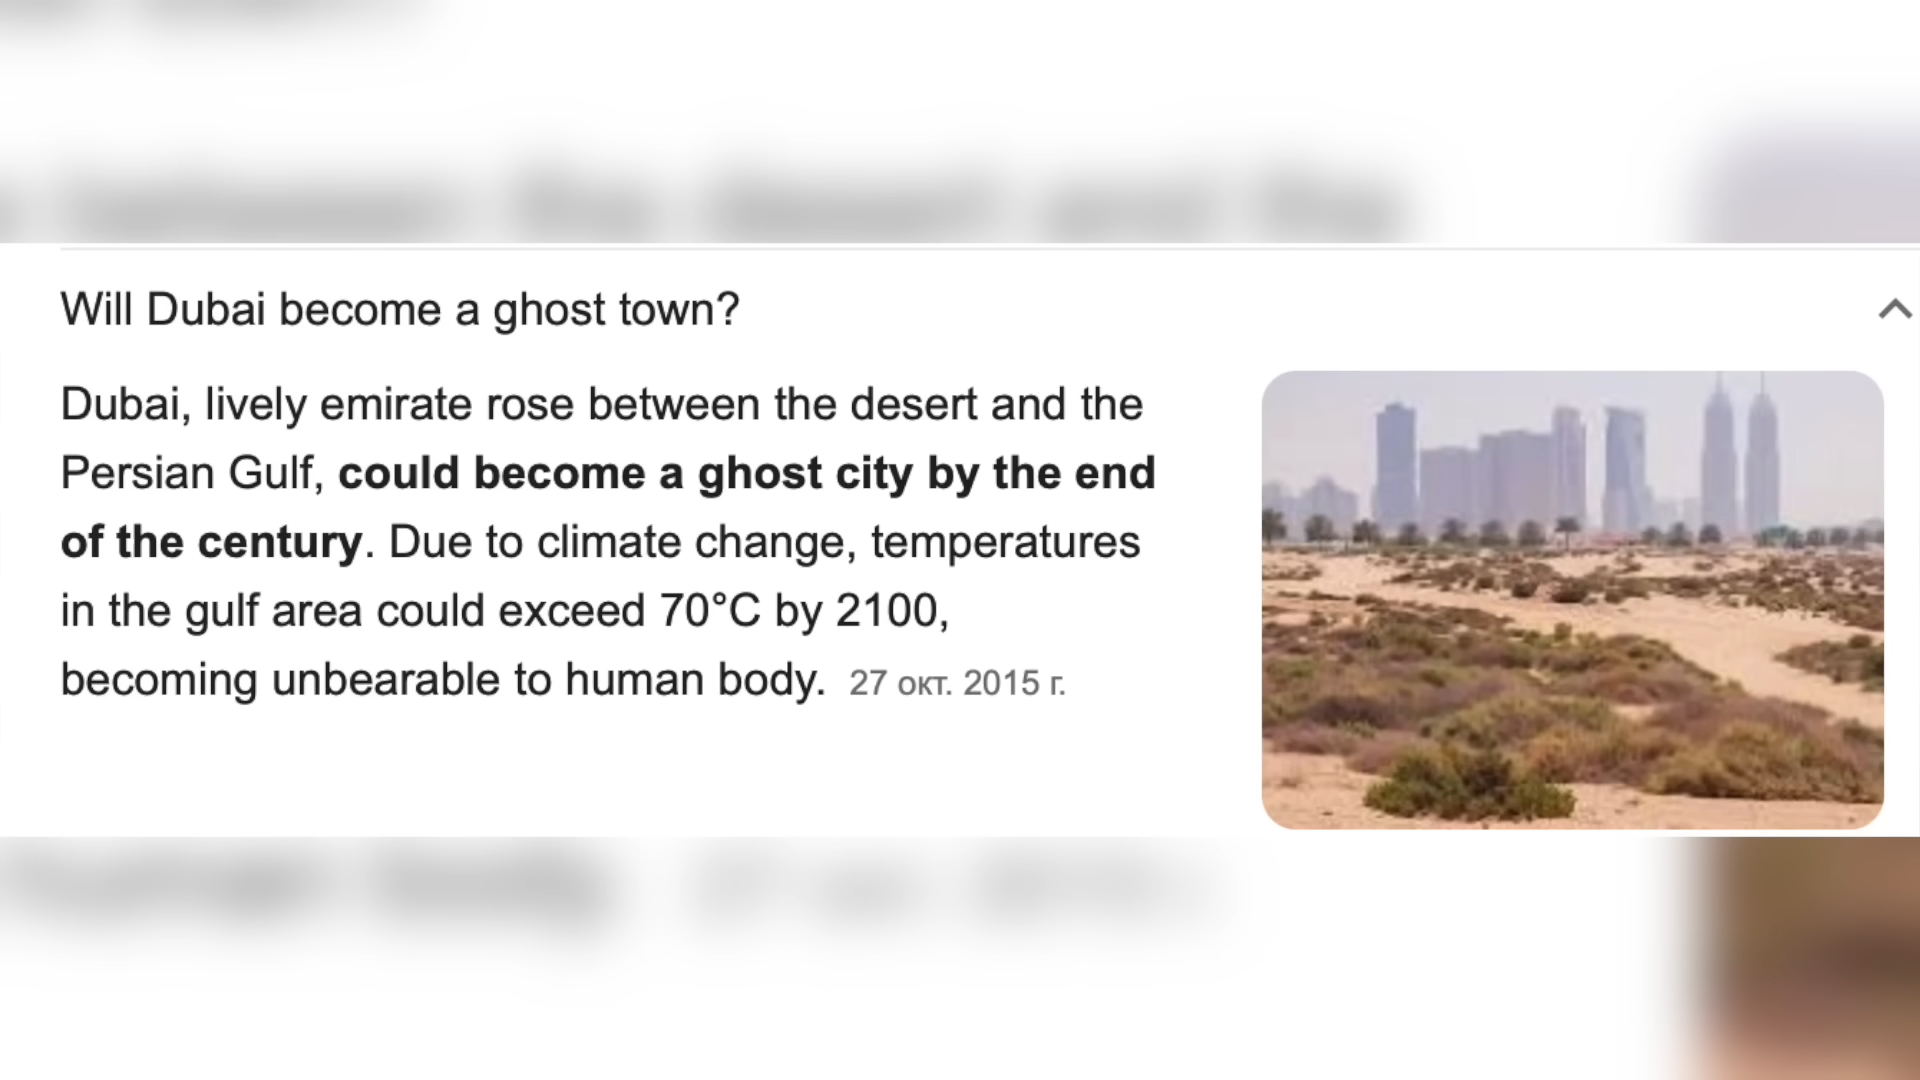 Will Dubai become a ghost town?
Dubai, lively emirate rose between the desert and the
Persian Gulf, could become a ghost city by the end
of the century. Due to climate change, temperatures
in the gulf area could exceed 70°C by 2100,
becoming unbearable to human body. 27 окт. 2015 г.